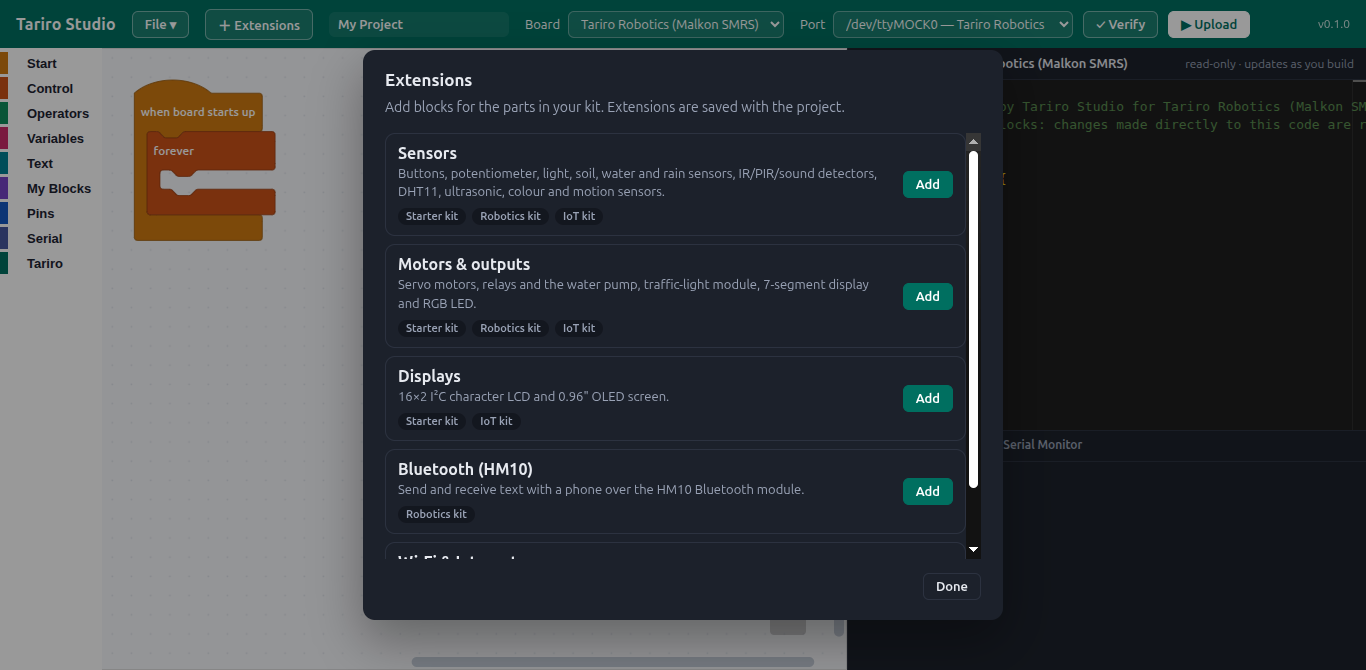 Tariro Studio
File ▾
+ Extensions
My Project
Board
Tariro Robotics (Malkon SMRS)
Port
/dev/ttyMOCK0 — Tariro Robotics
✓ Verify
▶ Upload
v0.1.0
Start
Control
Operators
Variables
Text
My Blocks
Pins
Serial
Tariro
when board starts up
forever
Extensions
Add blocks for the parts in your kit. Extensions are saved with the project.
Sensors
Buttons, potentiometer, light, soil, water and rain sensors, IR/PIR/sound detectors,
DHT11, ultrasonic, colour and motion sensors.
Starter kit
Robotics kit
IoT kit
Add
Motors & outputs
Servo motors, relays and the water pump, traffic-light module, 7-segment display
and RGB LED.
Starter kit
Robotics kit
IoT kit
Add
Displays
16×2 I²C character LCD and 0.96" OLED screen.
Starter kit
IoT kit
Add
Bluetooth (HM10)
Send and receive text with a phone over the HM10 Bluetooth module.
Robotics kit
Add
Done
(Malkon SMRS)
read-only · updates as you build
by Tariro Studio for Tariro Robotics (Malkon SM
changes made directly to this code are
Serial Monitor